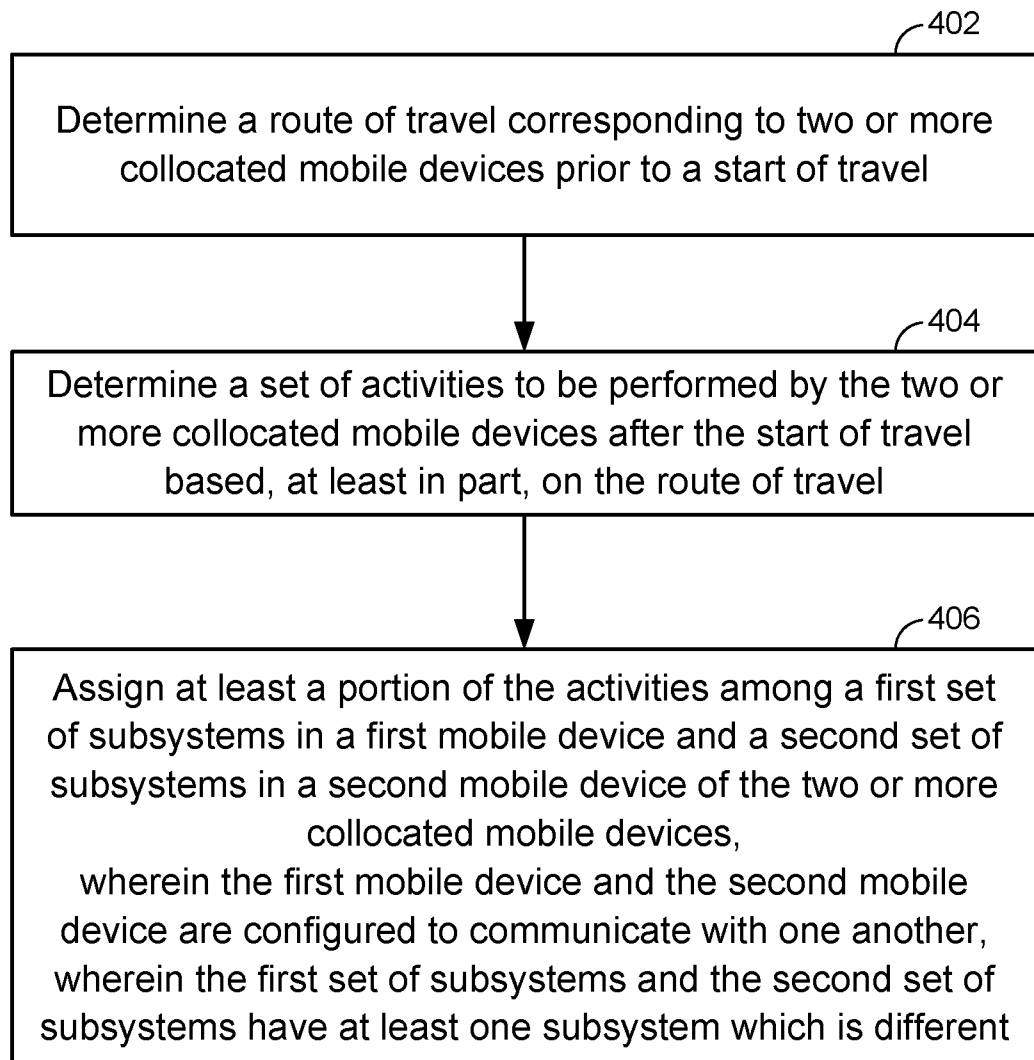 402
Determine a route of travel corresponding to two or more
collocated mobile devices prior to a start of travel
404
Determine a set of activities to be performed by the two or
more collocated mobile devices after the start of travel
based, at least in part, on the route of travel
406
Assign at least a portion of the activities among a first set
of subsystems in a first mobile device and a second set of
subsystems in a second mobile device of the two or more
collocated mobile devices,
wherein the first mobile device and the second mobile
device are configured to communicate with one another,
wherein the first set of subsystems and the second set of
subsystems have at least one subsystem which is different